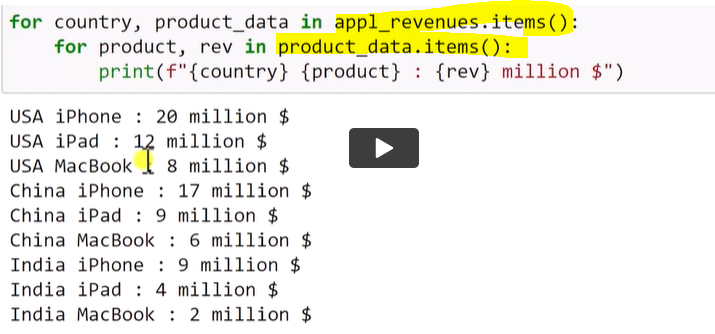 for country, product_data in appl_revenues.items():
    for product, rev in product_data.items():
        print(f"{country} {product} : {rev} million $")
USA iPhone : 20 million $
USA iPad : 12 million $
USA MacBook : 8 million $
China iPhone : 17 million $
China iPad : 9 million $
China MacBook : 6 million $
India iPhone : 9 million $
India iPad : 4 million $
India MacBook : 2 million $